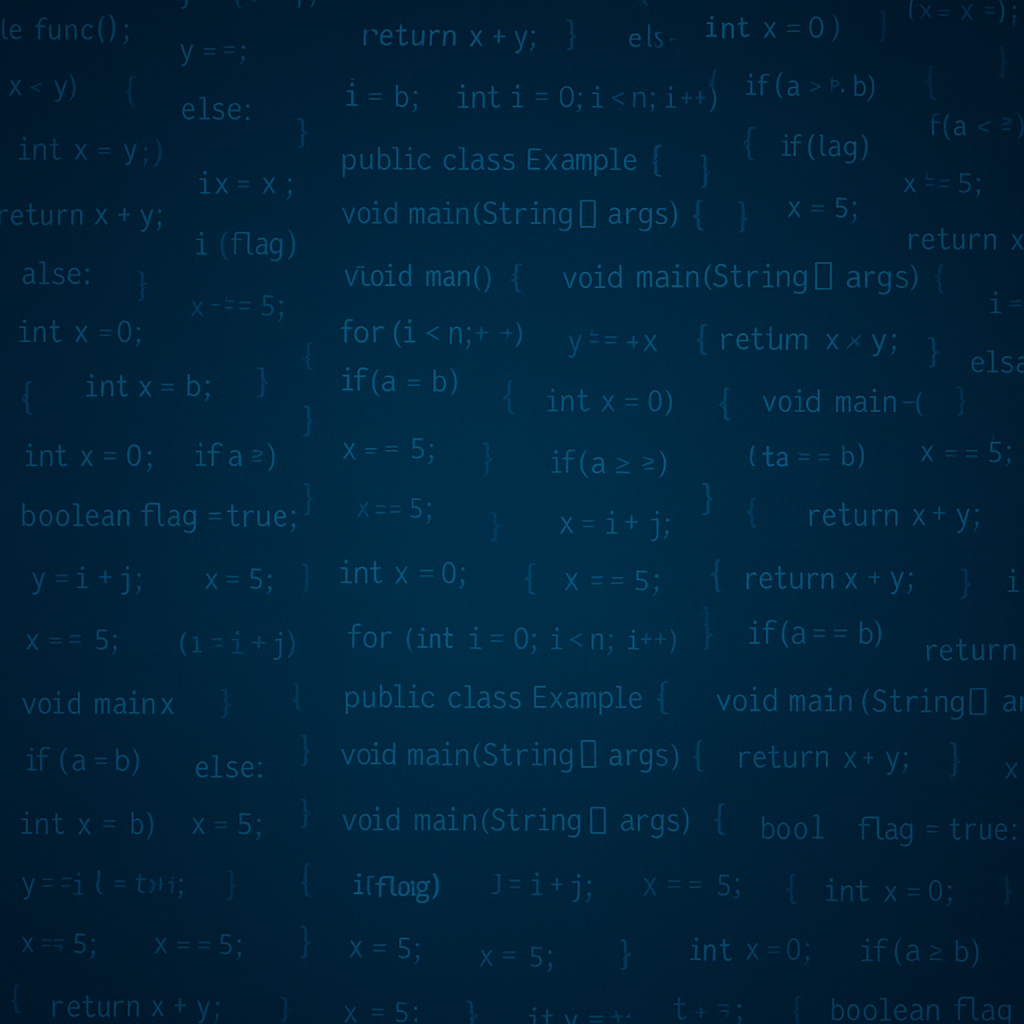 le func(); return x + y; } els int x = 0 )
y ==;
x < y) { i = b; int i = 0; i < n; i++) if (a > b) {
else: } f(a <
int x = y;) public class Example { } { if (lag)
ix = x ; x == 5;
return x + y; void main(String[] args) { } x = 5;
i (flag) return x
alse: } vioid man() { void main(String[] args) {
x -== 5; i =
int x =0; for (i < n;+ +) y == +x { retum x × y; }
{ elsa
{ int x = b; } if(a = b) { int x = 0) { void main-( }
}
int x = 0; if a ≥) x == 5; } if(a ≥ ≥) (ta == b) x == 5;
boolean flag =true; } x== 5; } x = i + j; } { return x + y;
y = i + j; x = 5; } int x = 0; { x == 5; { return x + y; } i
x == 5; (1 = i + j) for (int i = 0; i < n; i++) } if(a == b) return
void main x } { public class Example { void main (String[] ar
if (a = b) else: } void main(String[] args) { return x + y; } x
int x = b) x = 5; } void main(String[] args) { bool flag = true:
y==i } { = i + j; x == 5; { int x = 0; }
x == 5; x == 5; } x = 5; x = 5; } int x =0; if (a ≥ b)
{ return x + y; } x = 5: } t + =; { boolean flag